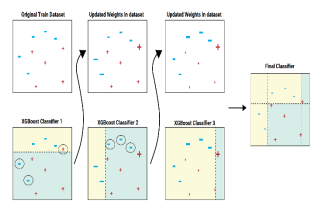 Original Train Dataset
Updated Weights in dataset
Updated Weights in dataset
Final Classifier
XGBoost Classifier 1
XGBoost Classifier 2
XGBoost Classifier 3